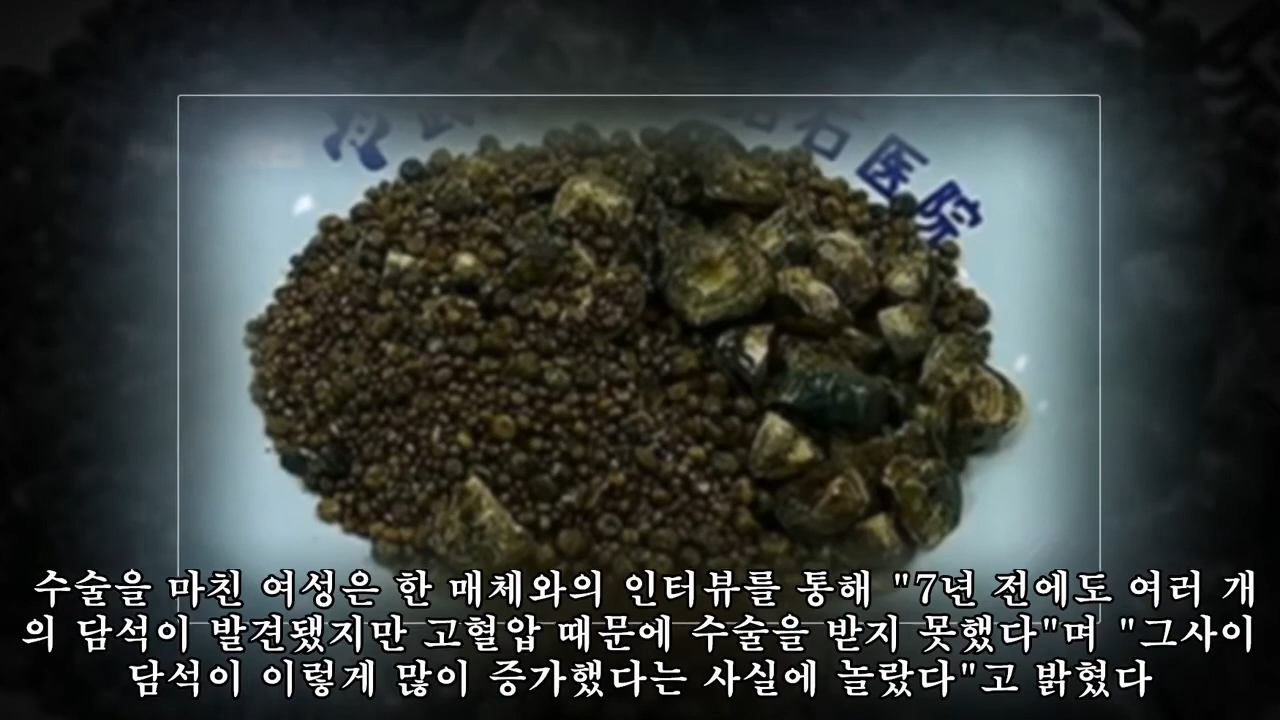 石医院
수술을 마친 여성은 한 매체와의 인터뷰를 통해 "7년 전에도 여러 개
의 담석이 발견됐지만 고혈압 때문에 수술을 받지 못했다"며 "그사이
담석이 이렇게 많이 증가했다는 사실에 놀랐다"고 밝혔다